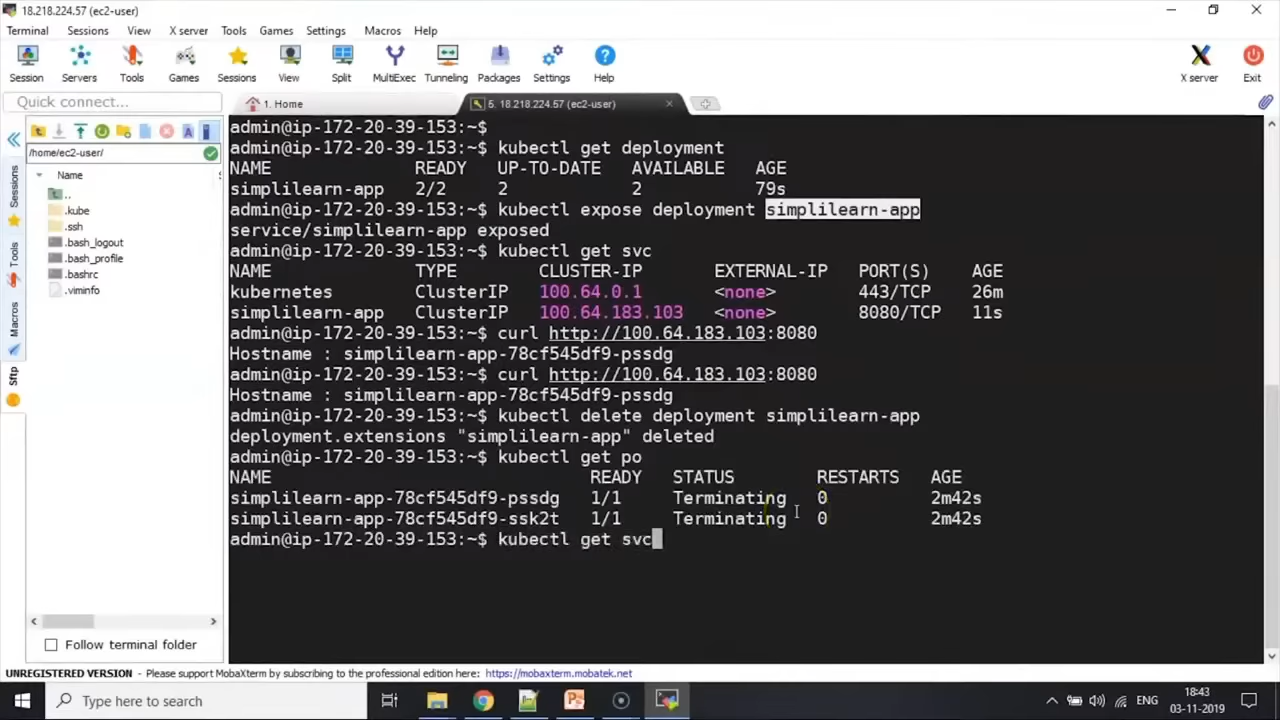 18.218.224.57 (ec2-user)
Terminal Sessions View X server Tools Games Settings Macros Help
Session Servers Tools Games Sessions View Split MultiExec Tunneling Packages Settings Help X server Exit
Quick connect...
1. Home
5. 18.218.224.57 (ec2-user)
/home/ec2-user/
Name
..
.kube
.ssh
.bash_logout
.bash_profile
.bashrc
.viminfo
Sessions
Tools
Macros
Sftp
admin@ip-172-20-39-153:~$
admin@ip-172-20-39-153:~$ kubectl get deployment
NAME READY UP-TO-DATE AVAILABLE AGE
simplilearn-app 2/2 2 2 79s
admin@ip-172-20-39-153:~$ kubectl expose deployment simplilearn-app
service/simplilearn-app exposed
admin@ip-172-20-39-153:~$ kubectl get svc
NAME TYPE CLUSTER-IP EXTERNAL-IP PORT(S) AGE
kubernetes ClusterIP 100.64.0.1 <none> 443/TCP 26m
simplilearn-app ClusterIP 100.64.183.103 <none> 8080/TCP 11s
admin@ip-172-20-39-153:~$ curl http://100.64.183.103:8080
Hostname : simplilearn-app-78cf545df9-pssdg
admin@ip-172-20-39-153:~$ curl http://100.64.183.103:8080
Hostname : simplilearn-app-78cf545df9-pssdg
admin@ip-172-20-39-153:~$ kubectl delete deployment simplilearn-app
deployment.extensions "simplilearn-app" deleted
admin@ip-172-20-39-153:~$ kubectl get po
NAME READY STATUS RESTARTS AGE
simplilearn-app-78cf545df9-pssdg 1/1 Terminating 0 2m42s
simplilearn-app-78cf545df9-ssk2t 1/1 Terminating 0 2m42s
admin@ip-172-20-39-153:~$ kubectl get svc
Follow terminal folder
UNREGISTERED VERSION - Please support MobaXterm by subscribing to the professional edition here: https://mobaxterm.mobatek.net
Type here to search
ENG
18:43
03-11-2019